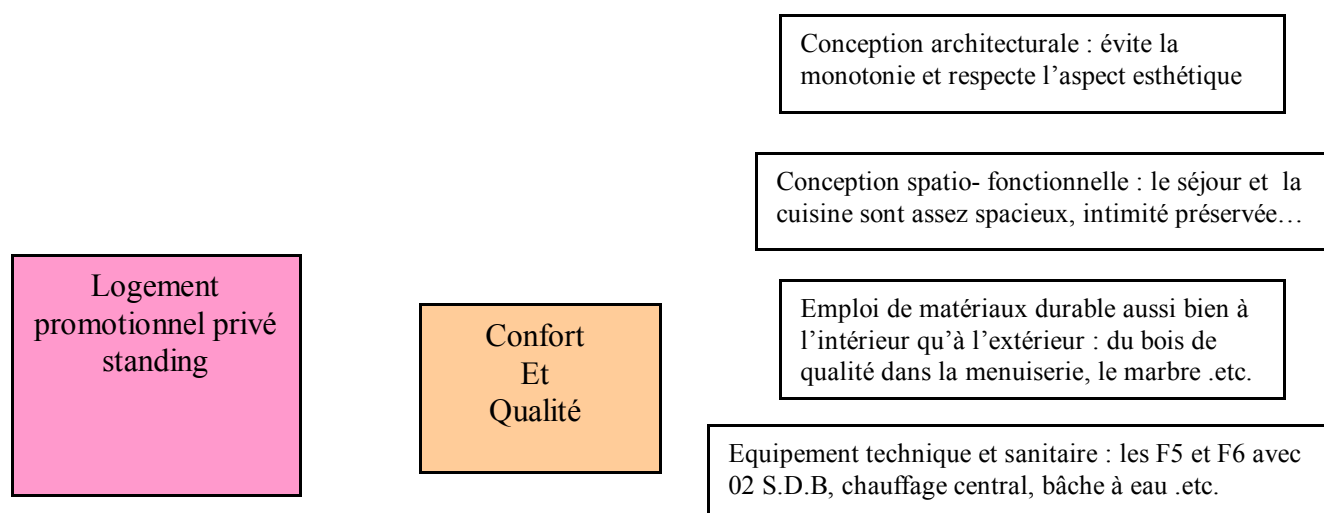 Conception architecturale : évite la
monotonie et respecte l’aspect esthétique
Conception spatio- fonctionnelle : le séjour et la
cuisine sont assez spacieux, intimité préservée…
Logement
promotionnel privé
standing
Confort
Et
Qualité
Emploi de matériaux durable aussi bien à
l’intérieur qu’à l’extérieur : du bois de
qualité dans la menuiserie, le marbre .etc.
Equipement technique et sanitaire : les F5 et F6 avec
02 S.D.B, chauffage central, bâche à eau .etc.